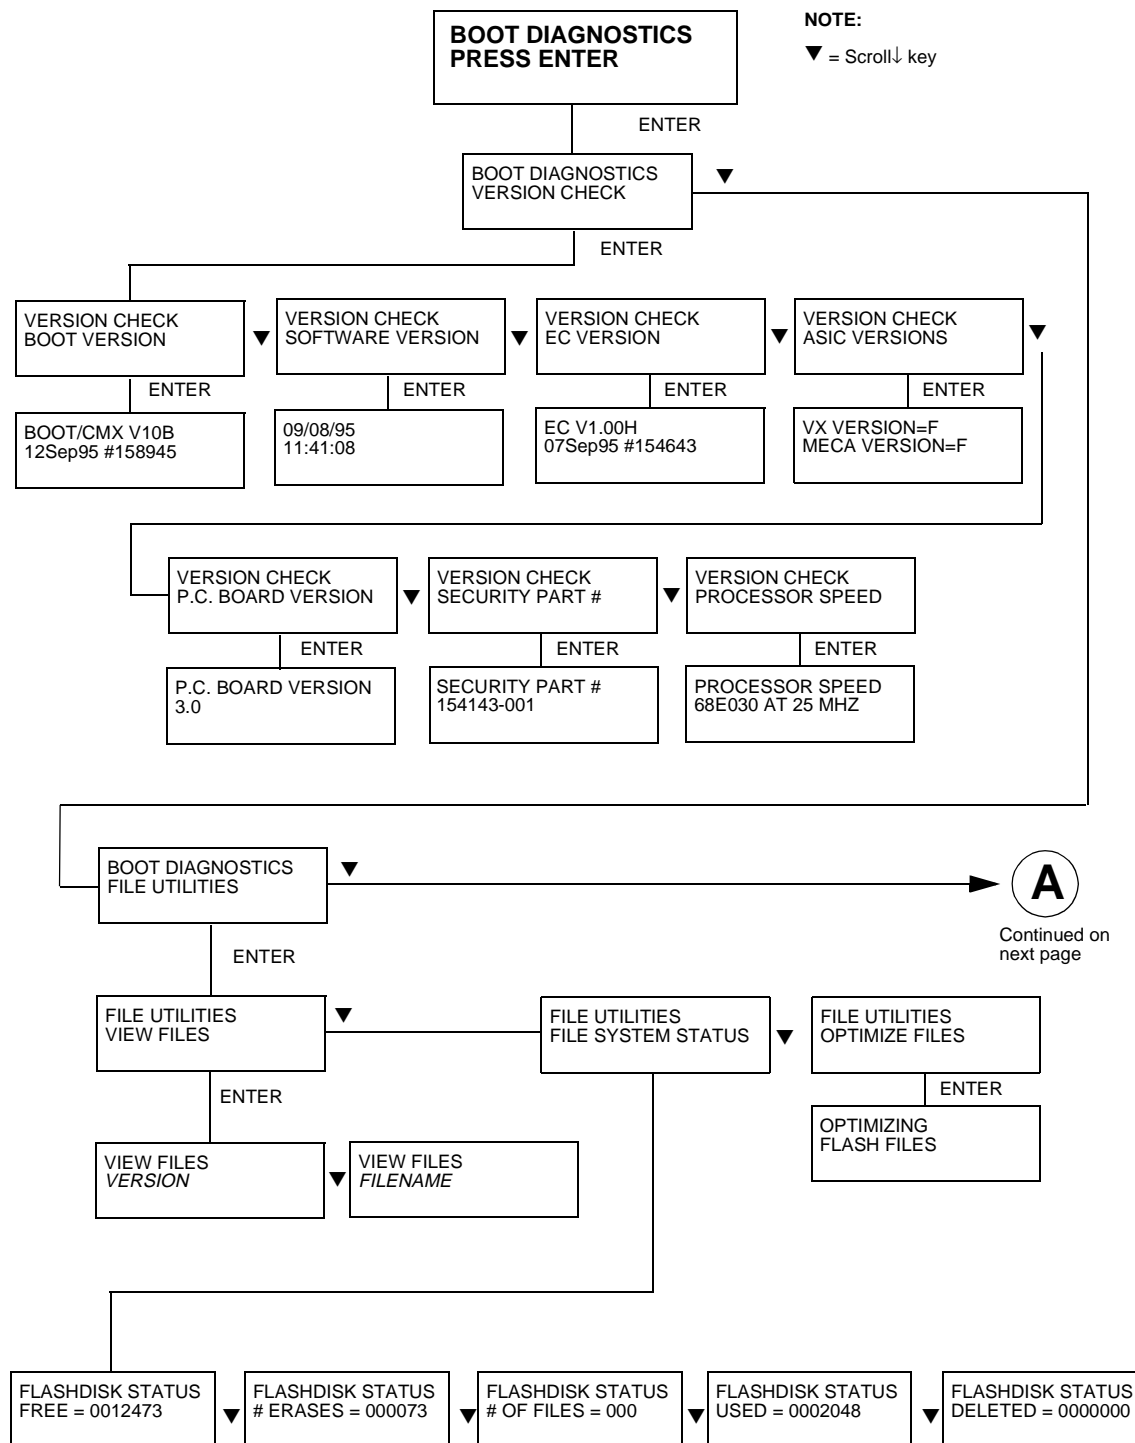 BOOT DIAGNOSTICS
PRESS ENTER
NOTE:
▼ = Scroll↓ key
ENTER
BOOT DIAGNOSTICS
VERSION CHECK
▼
ENTER
VERSION CHECK
BOOT VERSION
▼
VERSION CHECK
SOFTWARE VERSION
▼
VERSION CHECK
EC VERSION
▼
VERSION CHECK
ASIC VERSIONS
▼
ENTER
ENTER
ENTER
ENTER
BOOT/CMX V10B
12Sep95 #158945
09/08/95
11:41:08
EC V1.00H
07Sep95 #154643
VX VERSION=F
MECA VERSION=F
VERSION CHECK
P.C. BOARD VERSION
▼
VERSION CHECK
SECURITY PART #
▼
VERSION CHECK
PROCESSOR SPEED
ENTER
ENTER
ENTER
P.C. BOARD VERSION
3.0
SECURITY PART #
154143-001
PROCESSOR SPEED
68E030 AT 25 MHZ
BOOT DIAGNOSTICS
FILE UTILITIES
▼
A
Continued on
next page
ENTER
FILE UTILITIES
VIEW FILES
▼
FILE UTILITIES
FILE SYSTEM STATUS
▼
FILE UTILITIES
OPTIMIZE FILES
ENTER
ENTER
OPTIMIZING
FLASH FILES
VIEW FILES
VERSION
▼
VIEW FILES
FILENAME
FLASHDISK STATUS
FREE = 0012473
▼
FLASHDISK STATUS
# ERASES = 000073
▼
FLASHDISK STATUS
# OF FILES = 000
▼
FLASHDISK STATUS
USED = 0002048
▼
FLASHDISK STATUS
DELETED = 0000000